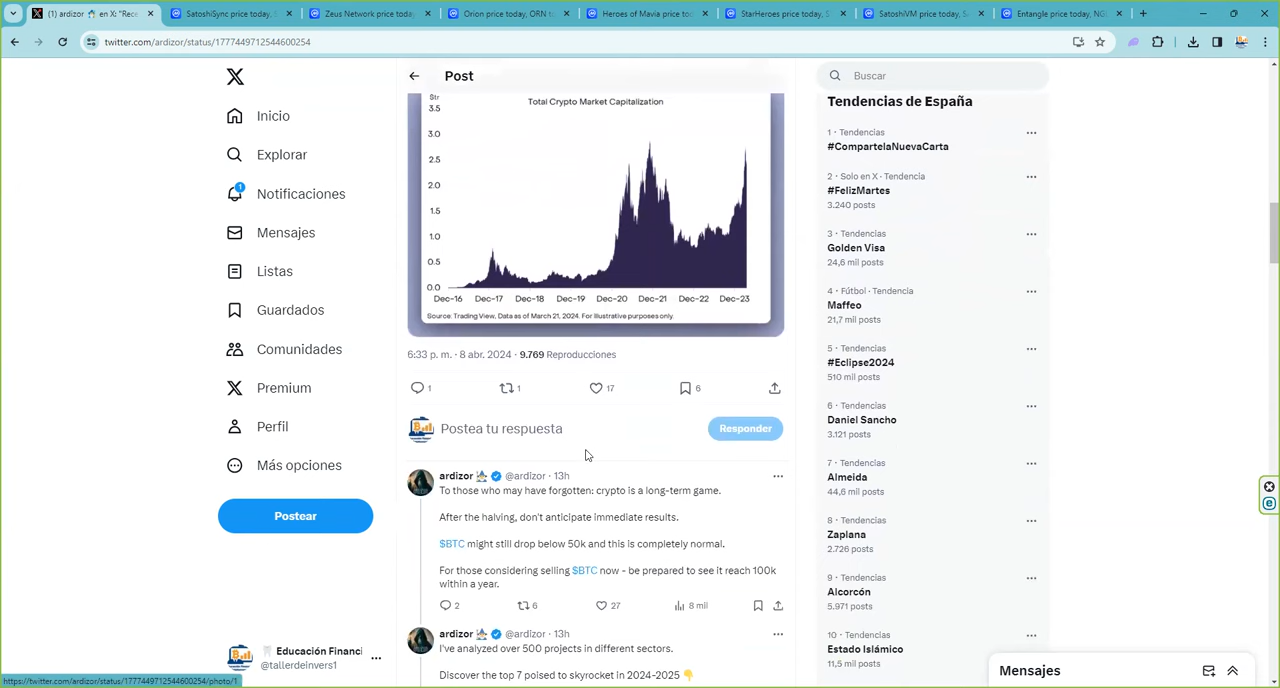 (1) ardizor en X: "Rece
SatoshiSync price today,
Zeus Network price today
Orion price today, ORN to
Heroes of Mavia price tod
StarHeroes price today, S
SatoshiVM price today, SA
Entangle price today, NGL
twitter.com/ardizor/status/1777449712544600254
Inicio
Explorar
1
Notificaciones
Mensajes
Listas
Guardados
Comunidades
Premium
Perfil
Más opciones
Postear
Educación Financi
@tallerdeinvers1
https://twitter.com/ardizor/status/1777449712544600254/photo/1
Post
$tr
Total Crypto Market Capitalization
3.5
3.0
2.5
2.0
1.5
1.0
0.5
0.0
Dec-16 Dec-17 Dec-18 Dec-19 Dec-20 Dec-21 Dec-22 Dec-23
Source: Trading View, Data as of March 21, 2024. For illustrative purposes only.
6:33 p. m. · 8 abr. 2024 · 9.769 Reproducciones
1 1 17 6
Postea tu respuesta
Responder
ardizor @ardizor · 13h
To those who may have forgotten: crypto is a long-term game.
After the halving, don't anticipate immediate results.
$BTC might still drop below 50k and this is completely normal.
For those considering selling $BTC now - be prepared to see it reach 100k
within a year.
2 6 27 8 mil
ardizor @ardizor · 13h
I've analyzed over 500 projects in different sectors.
Discover the top 7 poised to skyrocket in 2024-2025
Buscar
Tendencias de España
1 · Tendencias
#CompartelaNuevaCarta
2 · Solo en X · Tendencia
#FelizMartes
3.240 posts
3 · Tendencias
Golden Visa
24,6 mil posts
4 · Fútbol · Tendencia
Maffeo
21,7 mil posts
5 · Tendencias
#Eclipse2024
510 mil posts
6 · Tendencias
Daniel Sancho
3.121 posts
7 · Tendencias
Almeida
44,6 mil posts
8 · Tendencias
Zaplana
2.726 posts
9 · Tendencias
Alcorcón
5.971 posts
10 · Tendencias
Estado Islámico
11,5 mil posts
Mensajes